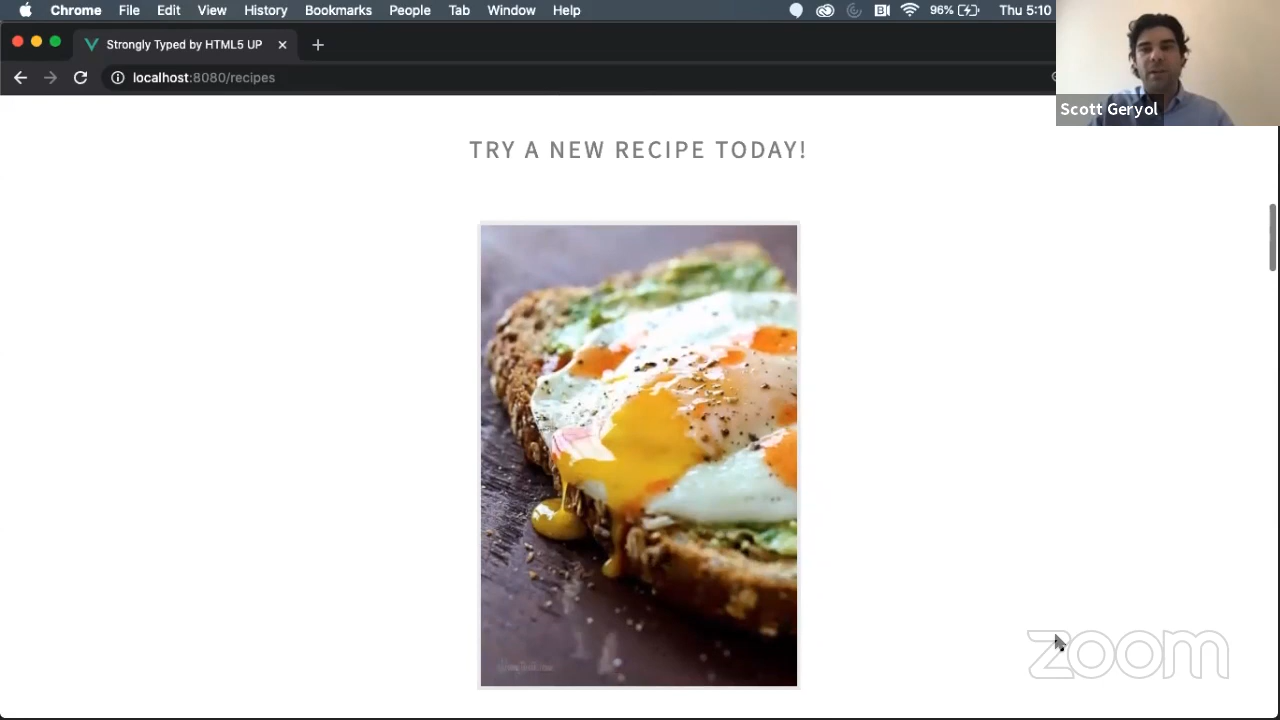 Chrome File Edit View History Bookmarks People Tab Window Help 96% Thu 5:10
Strongly Typed by HTML5 UP
localhost:8080/recipes
Scott Geryol
TRY A NEW RECIPE TODAY!
zoom